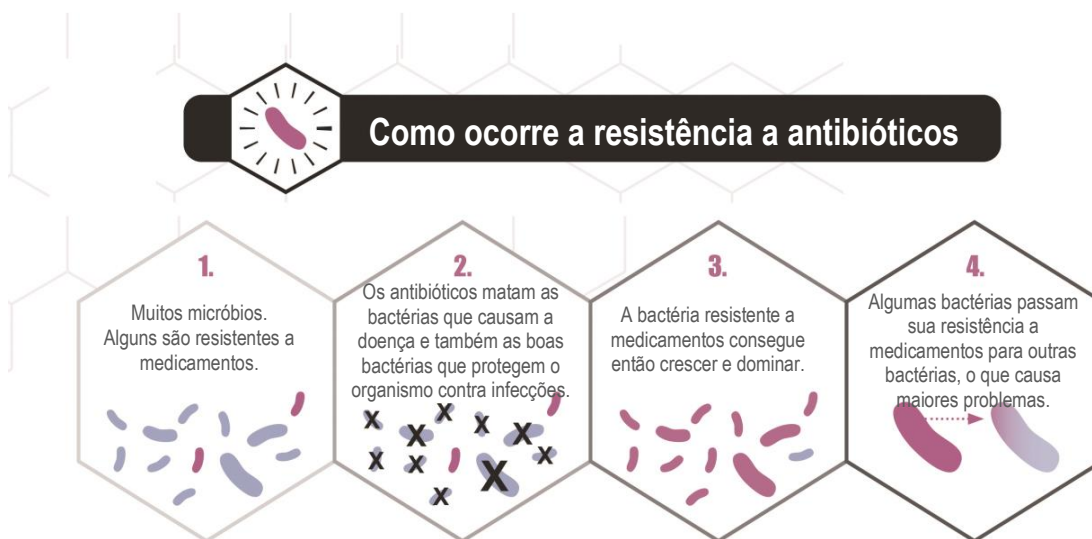 Como ocorre a resistência a antibióticos
1.
Muitos micróbios.
Alguns são resistentes a
medicamentos.
2.
Os antibióticos matam as
bactérias que causam a
doença e também as boas
bactérias que protegem o
organismo contra infecções.
X X X X X X X X X X
3.
A bactéria resistente a
medicamentos consegue
então crescer e dominar.
4.
Algumas bactérias passam
sua resistência a
medicamentos para outras
bactérias, o que causa
maiores problemas.